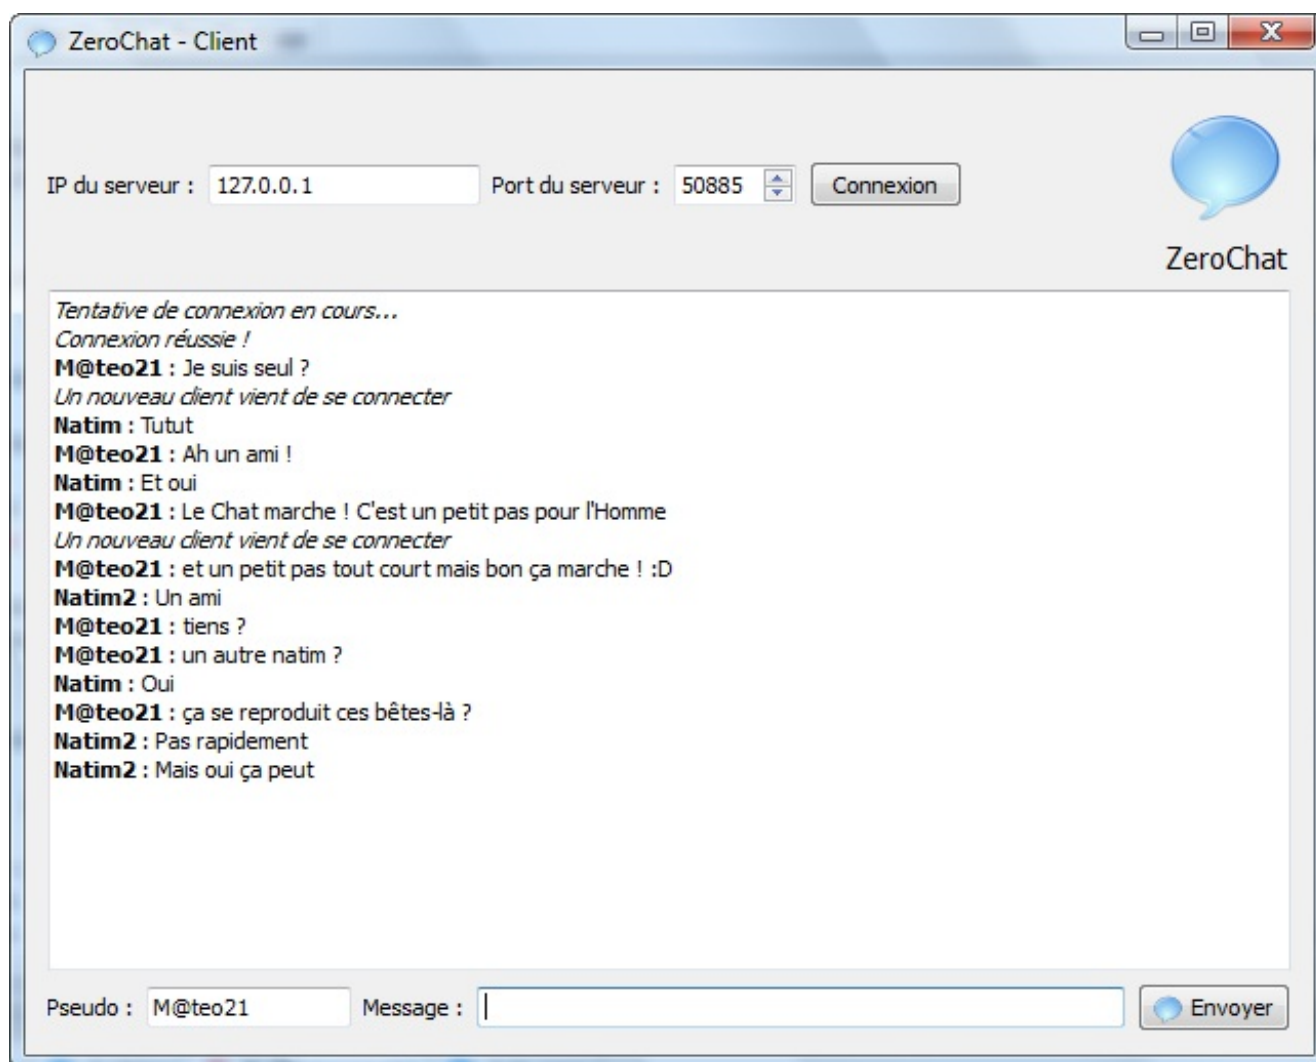 ZeroChat - Client
IP du serveur : 127.0.0.1 Port du serveur : 50885 Connexion
ZeroChat
Tentative de connexion en cours...
Connexion réussie !
M@teo21 : Je suis seul ?
Un nouveau client vient de se connecter
Natim : Tutut
M@teo21 : Ah un ami !
Natim : Et oui
M@teo21 : Le Chat marche ! C'est un petit pas pour l'Homme
Un nouveau client vient de se connecter
M@teo21 : et un petit pas tout court mais bon ça marche ! :D
Natim2 : Un ami
M@teo21 : tiens ?
M@teo21 : un autre natim ?
Natim : Oui
M@teo21 : ça se reproduit ces bêtes-là ?
Natim2 : Pas rapidement
Natim2 : Mais oui ça peut
Pseudo : M@teo21 Message : Envoyer